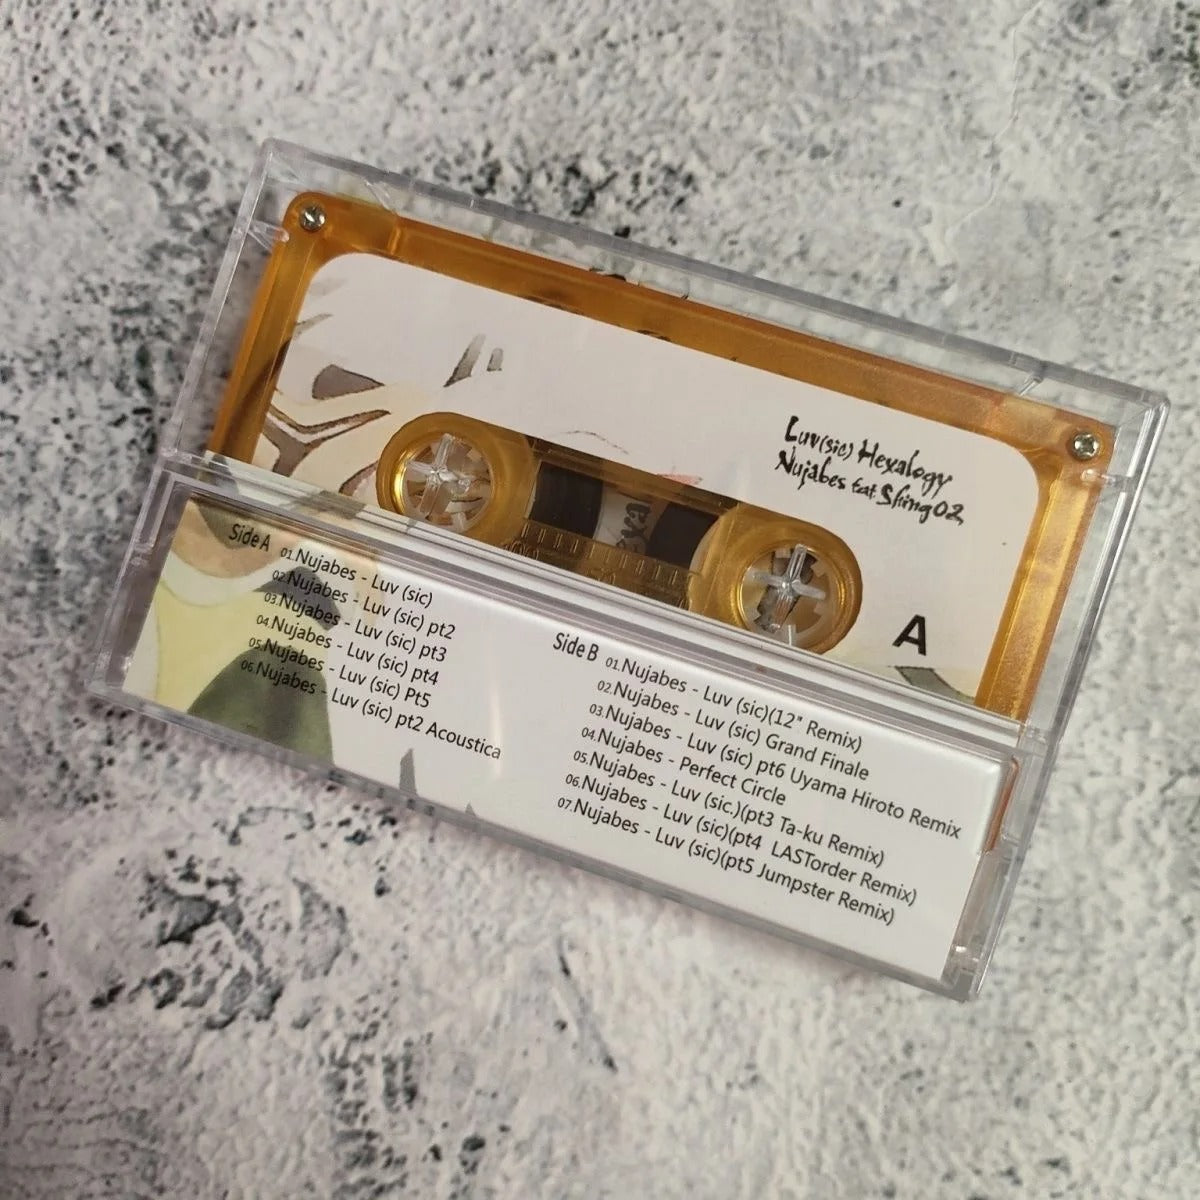 Luv(sic) Hexalogy
Nujabes feat. Shing02
A
Side A
01.Nujabes - Luv (sic)
02.Nujabes - Luv (sic) pt2
03.Nujabes - Luv (sic) pt3
04.Nujabes - Luv (sic) pt4
05.Nujabes - Luv (sic) Pt5
06.Nujabes - Luv (sic) pt2 Acoustica
Side B
01.Nujabes - Luv (sic)(12" Remix)
02.Nujabes - Luv (sic) Grand Finale
03.Nujabes - Luv (sic) pt6 Uyama Hiroto Remix
04.Nujabes - Perfect Circle
05.Nujabes - Luv (sic.)(pt3 Ta-ku Remix)
06.Nujabes - Luv (sic)(pt4 LASTorder Remix)
07.Nujabes - Luv (sic)(pt5 Jumpster Remix)